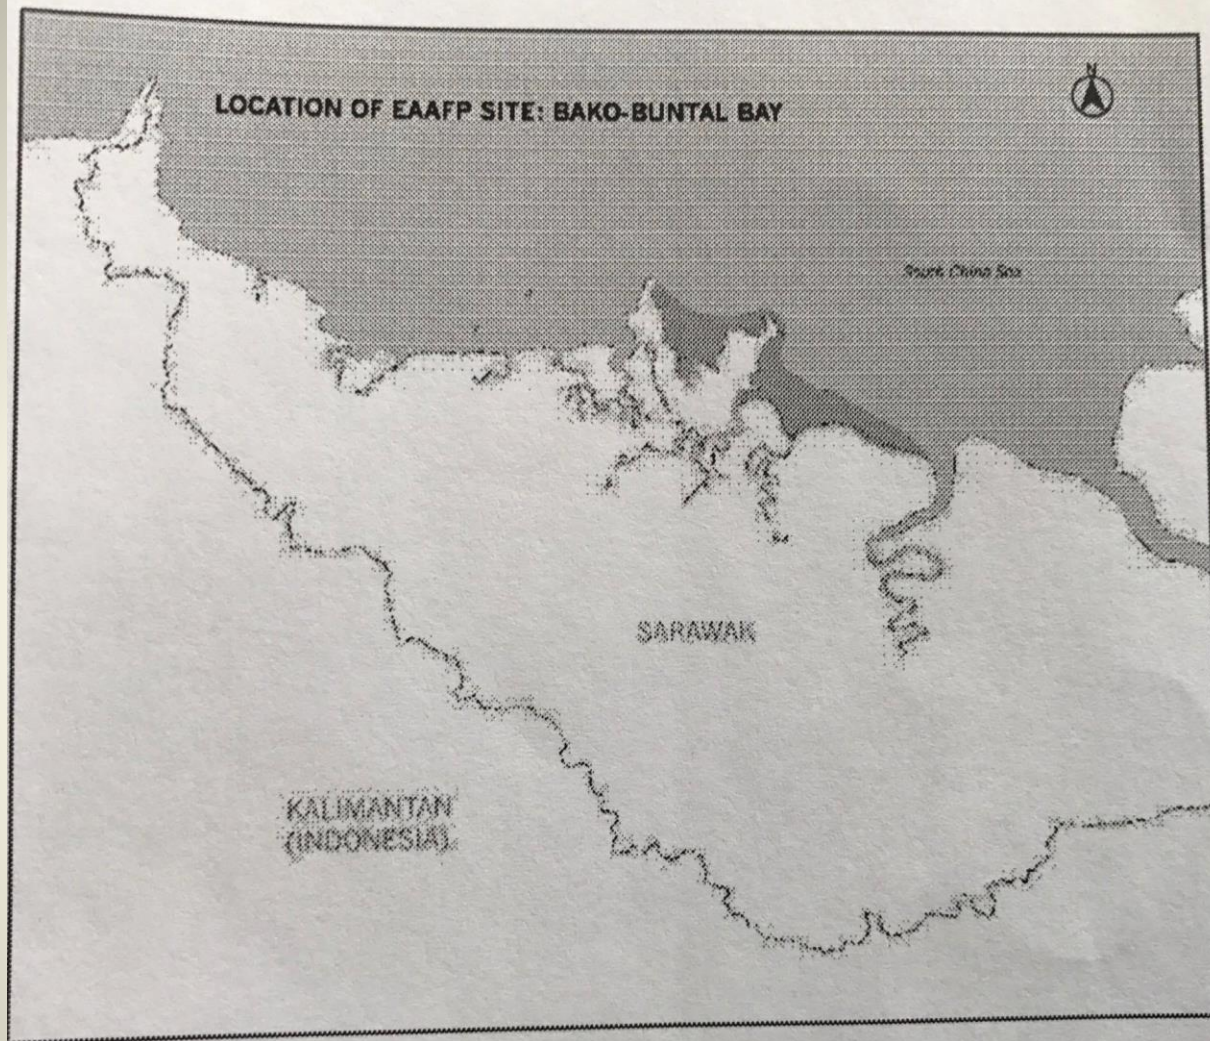 N
LOCATION OF EAAFP SITE: BAKO-BUNTAL BAY
South China Sea
SARAWAK
KALIMANTAN
(INDONESIA)